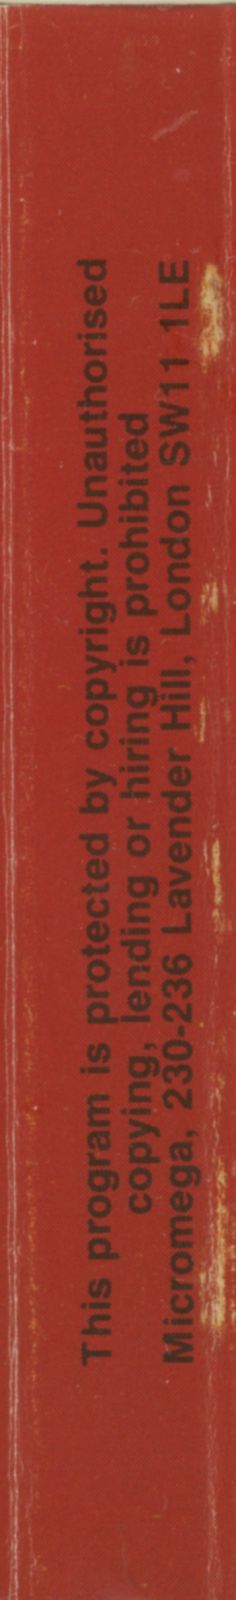 This program is protected by copyright. Unauthorised
copying, lending or hiring is prohibited
Micromega, 230-236 Lavender Hill, London SW11 1LE